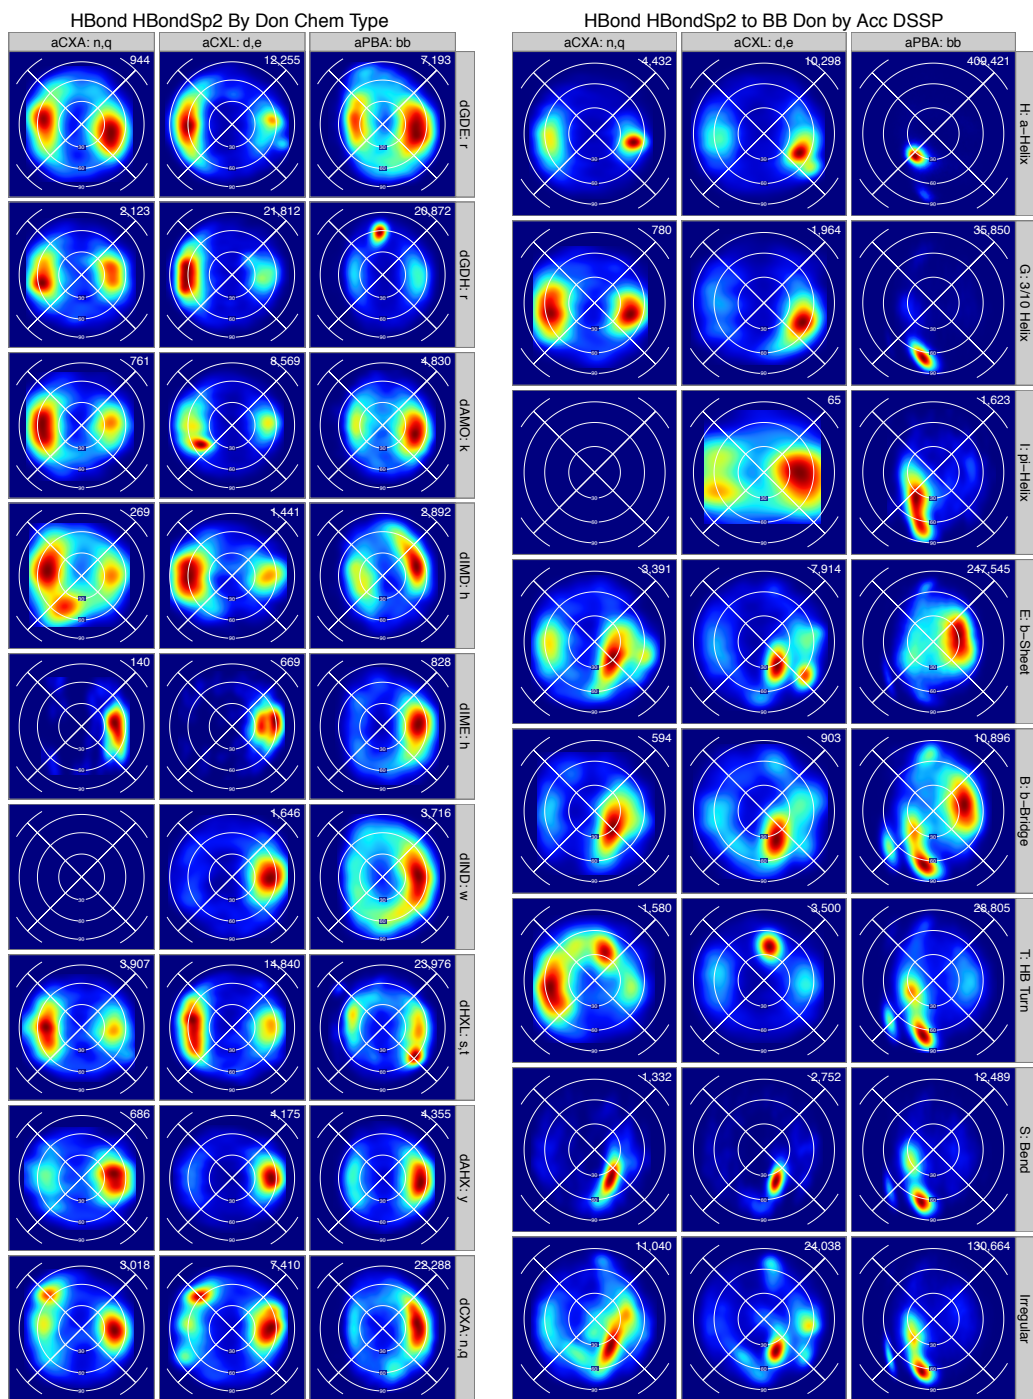 HBond HBondSp2 By Don Chem Type
aCXA: n,q aCXL: d,e aPBA: bb
944 12,255 7,193 dGDE: r
2,123 21,812 20,872 dGDH: r
761 8,569 4,830 dAMO: k
269 1,441 2,892 dIMD: h
140 669 828 dIME: h
1,646 3,716 dIND: w
3,907 14,840 23,976 dHXL: s,t
686 4,175 4,355 dAHX: y
3,018 7,410 22,288 dCXA: n,q
HBond HBondSp2 to BB Don by Acc DSSP
aCXA: n,q aCXL: d,e aPBA: bb
4,432 10,298 409,421 H: a-Helix
780 1,964 35,850 G: 3/10 Helix
65 1,623 I: pi-Helix
3,391 7,914 247,545 E: b-Sheet
594 903 10,896 B: b-Bridge
1,580 3,500 28,805 T: HB Turn
1,332 2,752 12,489 S: Bend
11,040 24,038 130,664 Irregular